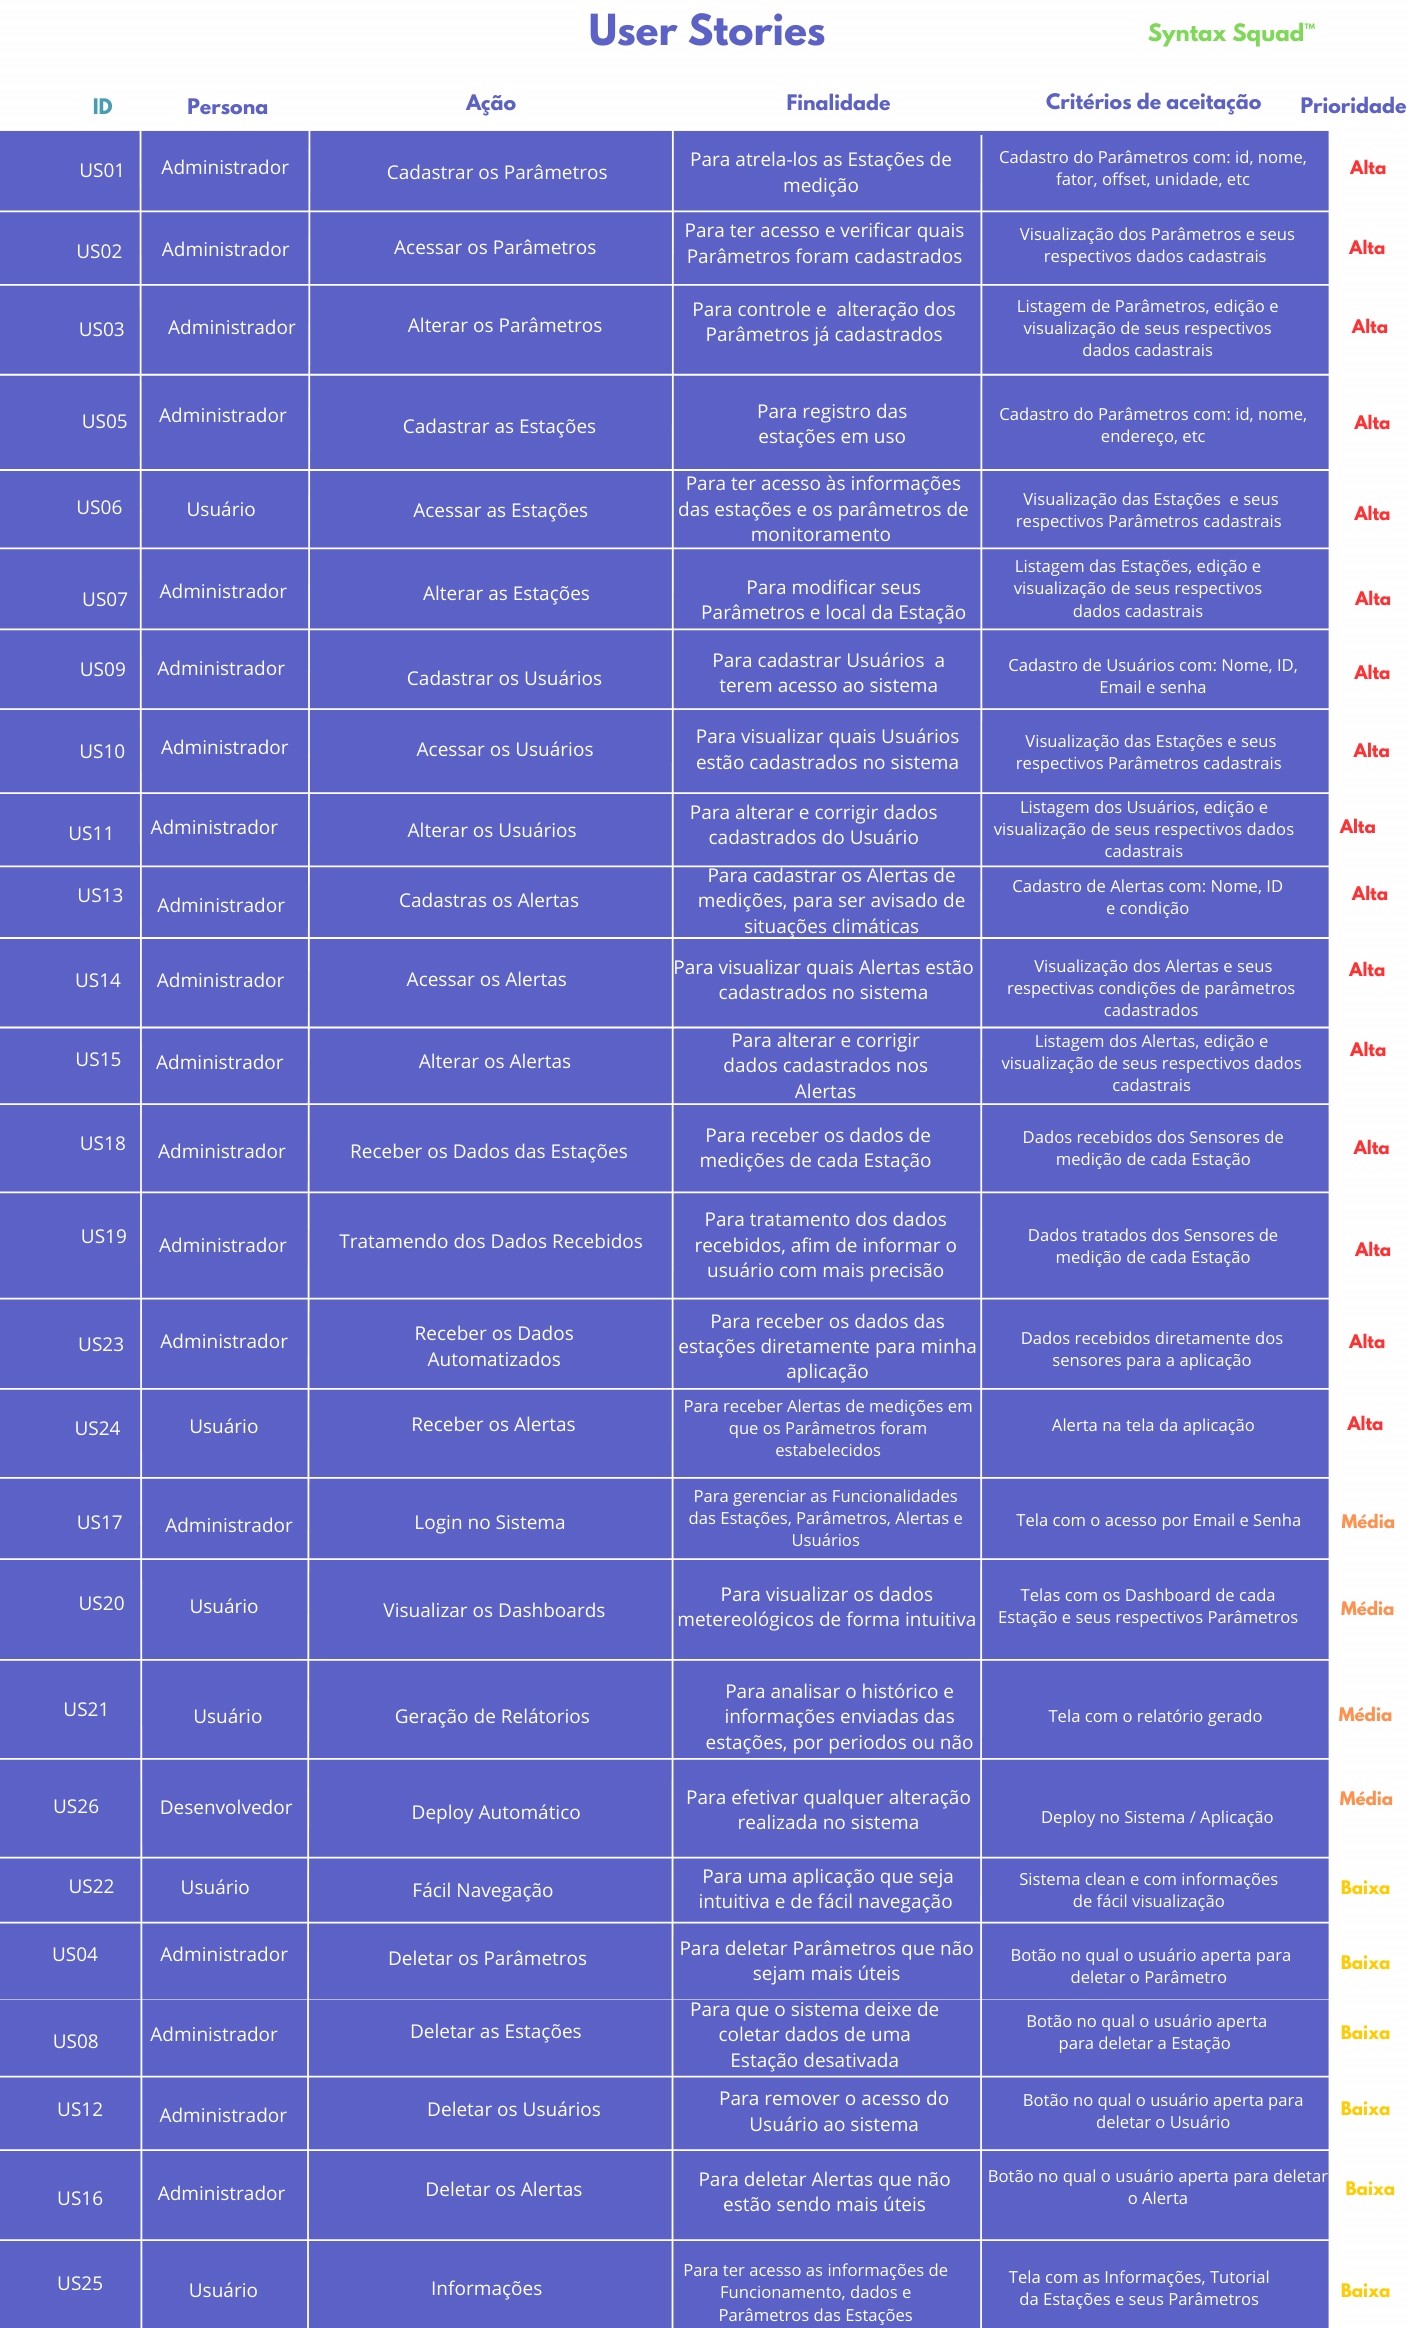 User Stories
Syntax Squad™
ID
Persona
Ação
Finalidade
Critérios de aceitação
Prioridade
US01
Administrador
Cadastrar os Parâmetros
Para atrela-los as Estações de
medição
Cadastro do Parâmetros com: id, nome,
fator, offset, unidade, etc
Alta
US02
Administrador
Acessar os Parâmetros
Para ter acesso e verificar quais
Parâmetros foram cadastrados
Visualização dos Parâmetros e seus
respectivos dados cadastrais
Alta
US03
Administrador
Alterar os Parâmetros
Para controle e alteração dos
Parâmetros já cadastrados
Listagem de Parâmetros, edição e
visualização de seus respectivos
dados cadastrais
Alta
US05
Administrador
Cadastrar as Estações
Para registro das
estações em uso
Cadastro do Parâmetros com: id, nome,
endereço, etc
Alta
US06
Usuário
Acessar as Estações
Para ter acesso às informações
das estações e os parâmetros de
monitoramento
Visualização das Estações e seus
respectivos Parâmetros cadastrais
Alta
US07
Administrador
Alterar as Estações
Para modificar seus
Parâmetros e local da Estação
Listagem das Estações, edição e
visualização de seus respectivos
dados cadastrais
Alta
US09
Administrador
Cadastrar os Usuários
Para cadastrar Usuários a
terem acesso ao sistema
Cadastro de Usuários com: Nome, ID,
Email e senha
Alta
US10
Administrador
Acessar os Usuários
Para visualizar quais Usuários
estão cadastrados no sistema
Visualização das Estações e seus
respectivos Parâmetros cadastrais
Alta
US11
Administrador
Alterar os Usuários
Para alterar e corrigir dados
cadastrados do Usuário
Listagem dos Usuários, edição e
visualização de seus respectivos dados
cadastrais
Alta
US13
Administrador
Cadastras os Alertas
Para cadastrar os Alertas de
medições, para ser avisado de
situações climáticas
Cadastro de Alertas com: Nome, ID
e condição
Alta
US14
Administrador
Acessar os Alertas
Para visualizar quais Alertas estão
cadastrados no sistema
Visualização dos Alertas e seus
respectivas condições de parâmetros
cadastrados
Alta
US15
Administrador
Alterar os Alertas
Para alterar e corrigir
dados cadastrados nos
Alertas
Listagem dos Alertas, edição e
visualização de seus respectivos dados
cadastrais
Alta
US18
Administrador
Receber os Dados das Estações
Para receber os dados de
medições de cada Estação
Dados recebidos dos Sensores de
medição de cada Estação
Alta
US19
Administrador
Tratamendo dos Dados Recebidos
Para tratamento dos dados
recebidos, afim de informar o
usuário com mais precisão
Dados tratados dos Sensores de
medição de cada Estação
Alta
US23
Administrador
Receber os Dados
Automatizados
Para receber os dados das
estações diretamente para minha
aplicação
Dados recebidos diretamente dos
sensores para a aplicação
Alta
US24
Usuário
Receber os Alertas
Para receber Alertas de medições em
que os Parâmetros foram
estabelecidos
Alerta na tela da aplicação
Alta
US17
Administrador
Login no Sistema
Para gerenciar as Funcionalidades
das Estações, Parâmetros, Alertas e
Usuários
Tela com o acesso por Email e Senha
Média
US20
Usuário
Visualizar os Dashboards
Para visualizar os dados
metereológicos de forma intuitiva
Telas com os Dashboard de cada
Estação e seus respectivos Parâmetros
Média
US21
Usuário
Geração de Relátorios
Para analisar o histórico e
informações enviadas das
estações, por periodos ou não
Tela com o relatório gerado
Média
US26
Desenvolvedor
Deploy Automático
Para efetivar qualquer alteração
realizada no sistema
Deploy no Sistema / Aplicação
Média
US22
Usuário
Fácil Navegação
Para uma aplicação que seja
intuitiva e de fácil navegação
Sistema clean e com informações
de fácil visualização
Baixa
US04
Administrador
Deletar os Parâmetros
Para deletar Parâmetros que não
sejam mais úteis
Botão no qual o usuário aperta para
deletar o Parâmetro
Baixa
US08
Administrador
Deletar as Estações
Para que o sistema deixe de
coletar dados de uma
Estação desativada
Botão no qual o usuário aperta
para deletar a Estação
Baixa
US12
Administrador
Deletar os Usuários
Para remover o acesso do
Usuário ao sistema
Botão no qual o usuário aperta para
deletar o Usuário
Baixa
US16
Administrador
Deletar os Alertas
Para deletar Alertas que não
estão sendo mais úteis
Botão no qual o usuário aperta para deletar
o Alerta
Baixa
US25
Usuário
Informações
Para ter acesso as informações de
Funcionamento, dados e
Parâmetros das Estações
Tela com as Informações, Tutorial
da Estações e seus Parâmetros
Baixa